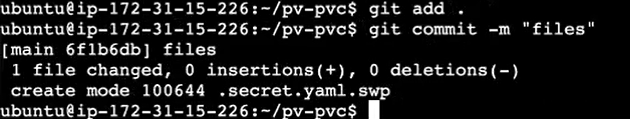 ubuntu@ip-172-31-15-226:~/pv-pvc$ git add .
ubuntu@ip-172-31-15-226:~/pv-pvc$ git commit -m "files"
[main 6f1b6db] files
 1 file changed, 0 insertions(+), 0 deletions(-)
 create mode 100644 .secret.yaml.swp
ubuntu@ip-172-31-15-226:~/pv-pvc$